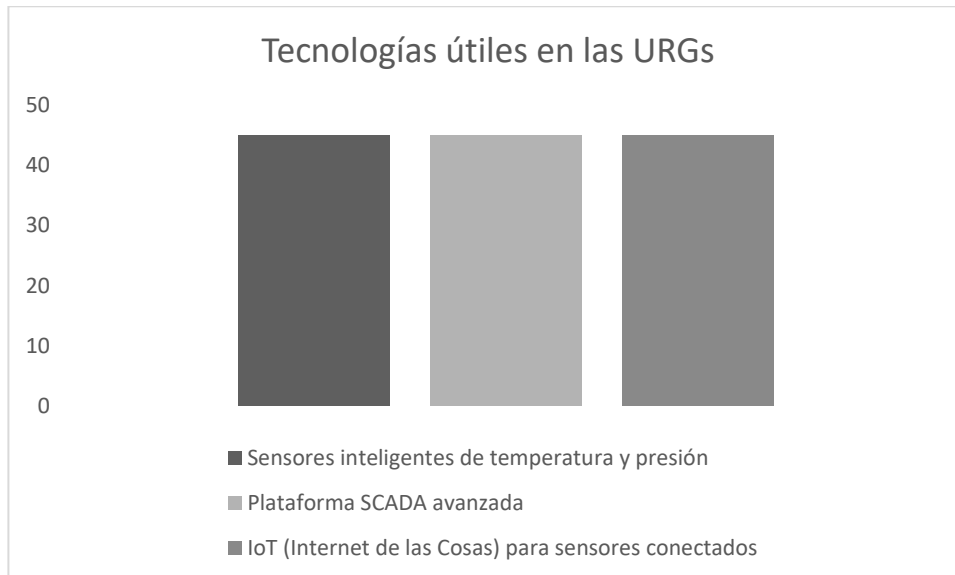 Tecnologías útiles en las URGs
50
40
30
20
10
0
Sensores inteligentes de temperatura y presión
Plataforma SCADA avanzada
IoT (Internet de las Cosas) para sensores conectados